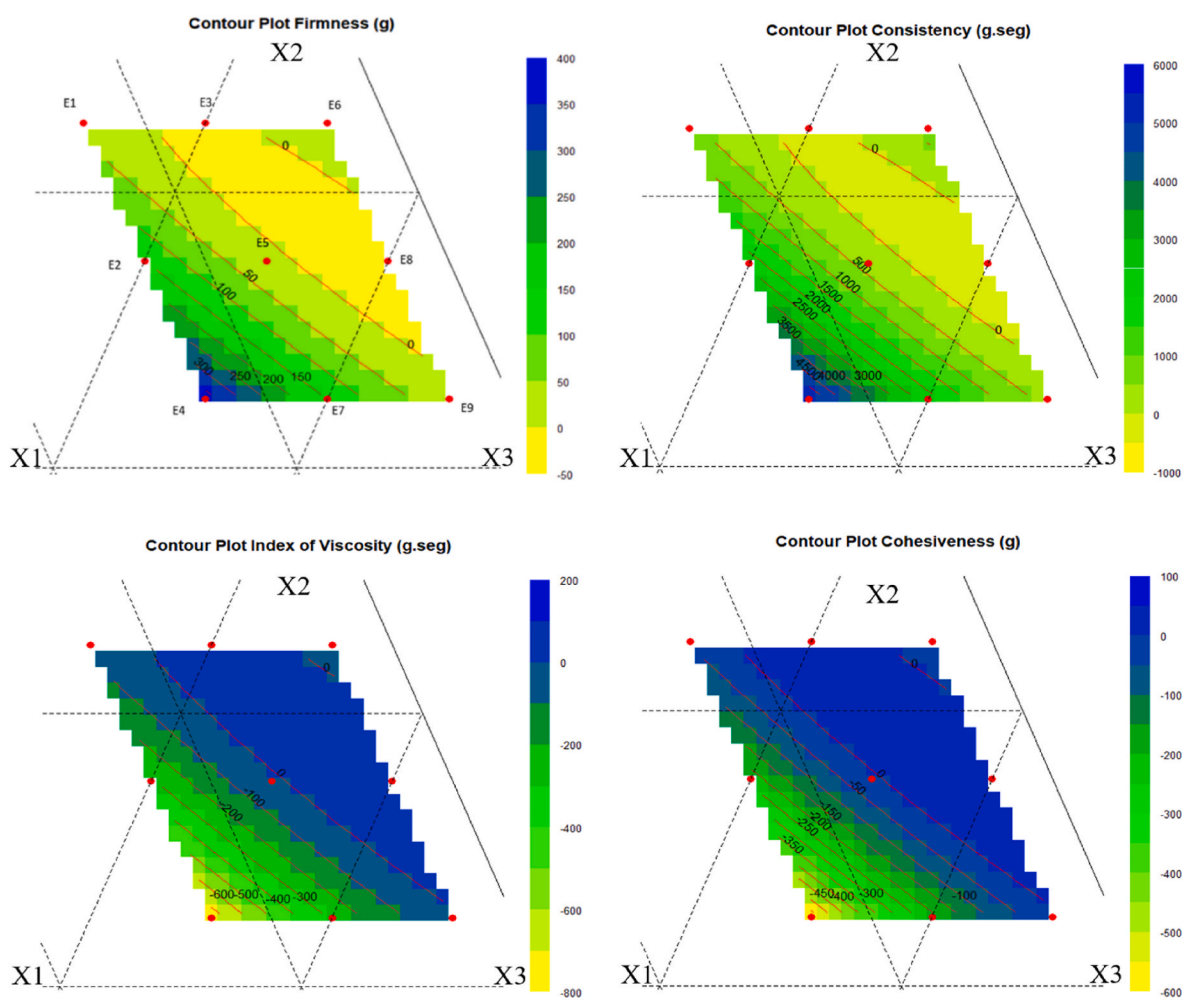 Contour Plot Firmness (g)
X2
E1
E3
E6
0
E2
E5
E8
50
100
0
300
250
200
150
E4
E7
E9
X1
X3
400
350
300
250
200
150
100
50
0
-50
Contour Plot Consistency (g.seg)
X2
0
500
1000
1500
2000
2500
3500
0
4500
4000
3000
X1
X3
6000
5000
4000
3000
2000
1000
0
-1000
Contour Plot Index of Viscosity (g.seg)
X2
0
0
-100
-200
-600
-500
-400
-300
X1
X3
200
0
-200
-400
-600
-800
Contour Plot Cohesiveness (g)
X2
0
0
-50
-150
-200
-250
-350
-450
-400
-300
-100
X1
X3
100
0
-100
-200
-300
-400
-500
-600